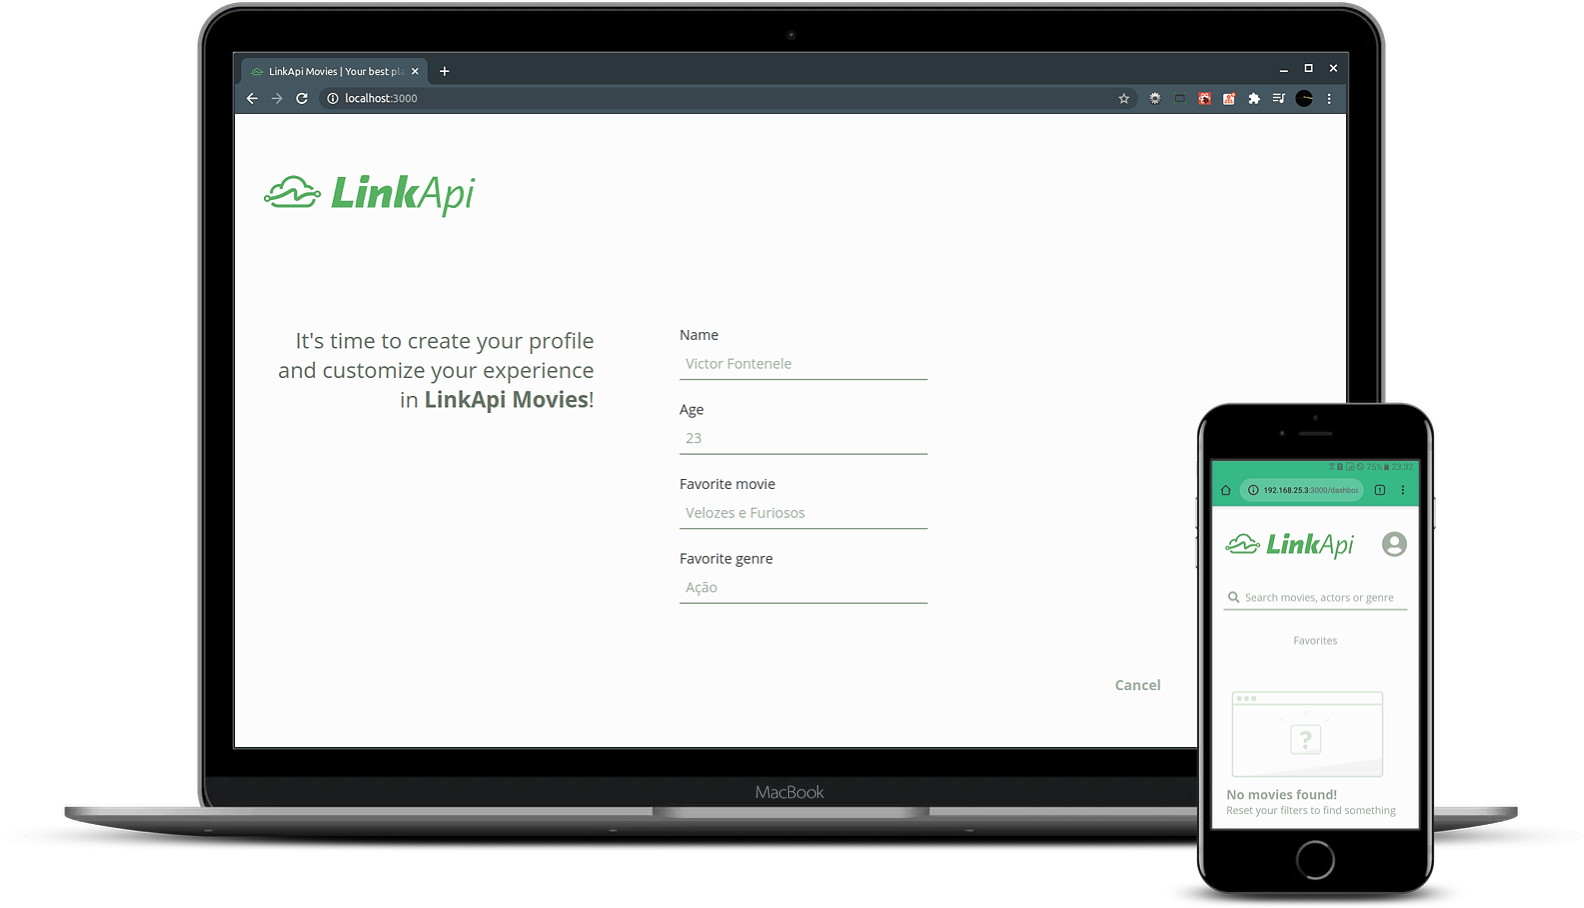 LinkApi Movies | Your best pla
localhost:3000
LinkApi
It's time to create your profile
and customize your experience
in LinkApi Movies!
Name
Victor Fontenele
Age
23
Favorite movie
Velozes e Furiosos
Favorite genre
Ação
Cancel
MacBook
75% 23:32
192.168.25.3:3000/dashboa
1
LinkApi
Search movies, actors or genre
Favorites
?
No movies found!
Reset your filters to find something